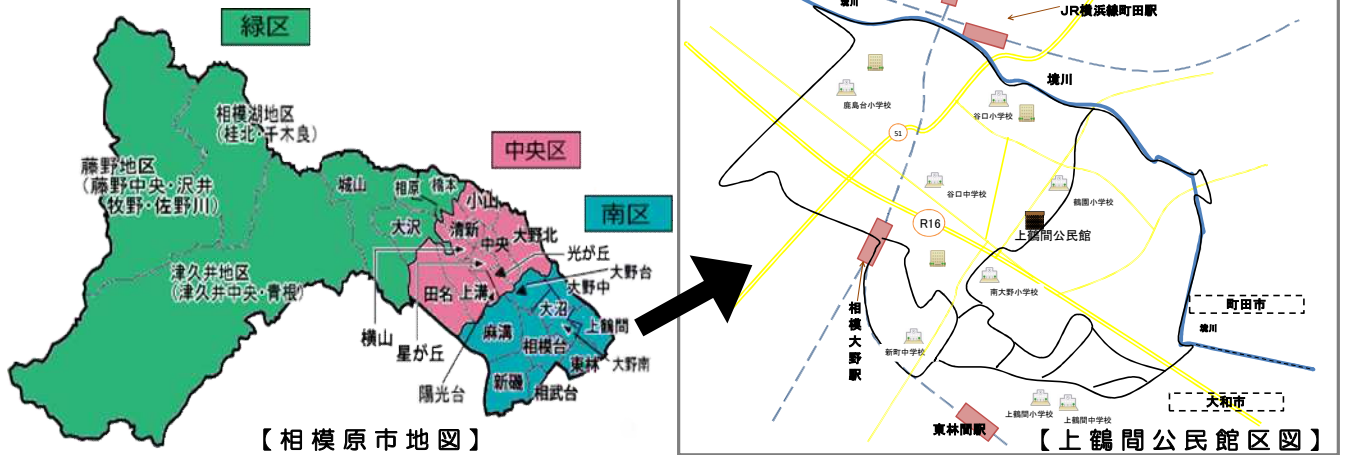 緑区
相模湖地区
(桂北・千木良)
中央区
藤野地区
(藤野中央・沢井
牧野・佐野川)
城山
相原
橋本
小山
南区
大沢
清新
中央
大野北
光が丘
大野台
津久井地区
(津久井中央・青根)
田名
上溝
大野中
大沼
上鶴間
横山
星が丘
麻溝
相模台
東林
大野南
陽光台
新磯
相武台
【相模原市地図】
境川
JR横浜線町田駅
境川
鹿島台小学校
谷口小学校
51
谷口中学校
鶴園小学校
R16
上鶴間公民館
南大野小学校
相模大野駅
町田市
境川
新町中学校
大和市
上鶴間小学校
上鶴間中学校
東林間駅
【上鶴間公民館区図】